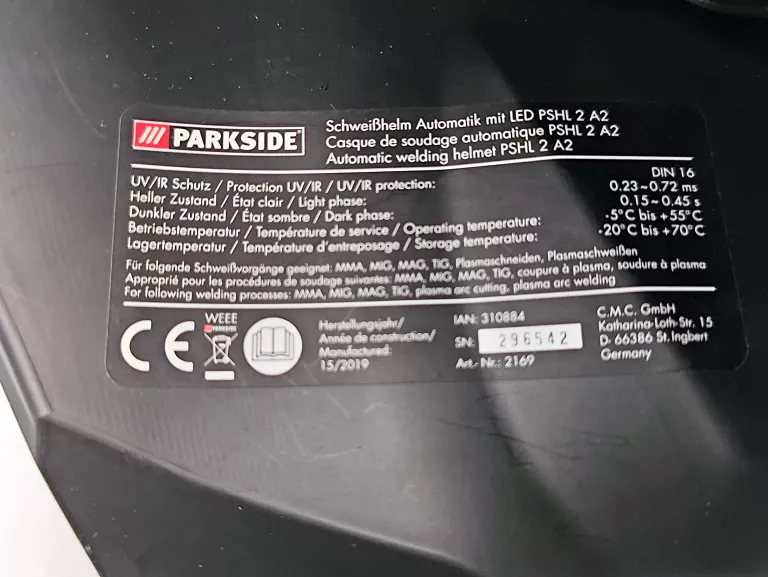 PARKSIDE
Schweißhelm Automatik mit LED PSHL 2 A2
Casque de soudage automatique PSHL 2 A2
Automatic welding helmet PSHL 2 A2
UV/IR Schutz / Protection UV/IR / UV/IR protection: DIN 16
Heller Zustand / État clair / Light phase: 0.23~0.72 ms
Dunkler Zustand / État sombre / Dark phase: 0.15~0.45 s
Betriebstemperatur / Température de service / Operating temperature: -5°C bis +55°C
Lagertemperatur / Température d'entreposage / Storage temperature: -20°C bis +70°C
Für folgende Schweißvorgänge geeignet: MMA, MIG, MAG, TIG, Plasmaschneiden, Plasmaschweißen
Approprié pour les procédures de soudage suivantes: MMA, MIG, MAG, TIG, coupure à plasma, soudure à plasma
For following welding processes: MMA, MIG, MAG, TIG, plasma arc cutting, plasma arc welding
CE
WEEE
PARKSIDE
Herstellungsjahr/
Année de construction/
Manufactured:
15/2019
IAN: 310884
SN: 296542
Art.-Nr.: 2169
C.M.C. GmbH
Katharina-Loth-Str. 15
D- 66386 St.Ingbert
Germany